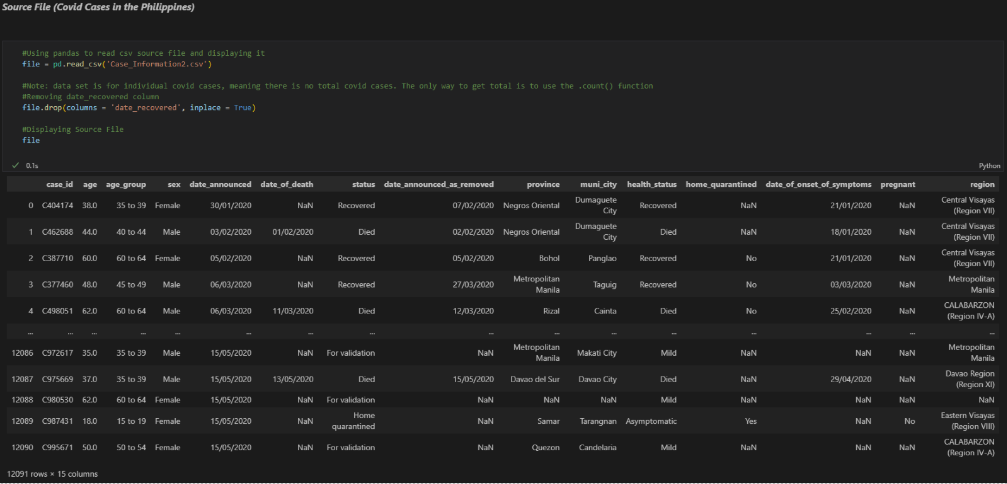 Source File (Covid Cases in the Philippines)
#Using pandas to read csv source file and displaying it
file = pd.read_csv('Case_Information2.csv')
#Note: data set is for individual covid cases, meaning there is no total covid cases. The only way to get total is to use the .count() function
#Removing date_recovered column
file.drop(columns = 'date_recovered', inplace = True)
#Displaying Source File
file
✓ 0.1s Python
case_id age age_group sex date_announced date_of_death status date_announced_as_removed province muni_city health_status home_quarantined date_of_onset_of_symptoms pregnant region
0 C404174 38.0 35 to 39 Female 30/01/2020 NaN Recovered 07/02/2020 Negros Oriental Dumaguete City Recovered NaN 21/01/2020 NaN Central Visayas (Region VII)
1 C462688 44.0 40 to 44 Male 03/02/2020 01/02/2020 Died 02/02/2020 Negros Oriental Dumaguete City Died NaN 18/01/2020 NaN Central Visayas (Region VII)
2 C387710 60.0 60 to 64 Female 05/02/2020 NaN Recovered 05/02/2020 Bohol Panglao Recovered No 21/01/2020 NaN Central Visayas (Region VII)
3 C377460 48.0 45 to 49 Male 06/03/2020 NaN Recovered 27/03/2020 Metropolitan Manila Taguig Recovered No 03/03/2020 NaN Metropolitan Manila
4 C498051 62.0 60 to 64 Male 06/03/2020 11/03/2020 Died 12/03/2020 Rizal Cainta Died No 25/02/2020 NaN CALABARZON (Region IV-A)
... ... ... ... ... ... ... ... ... ... ... ... ... ... ... ...
12086 C972617 35.0 35 to 39 Male 15/05/2020 NaN For validation NaN Metropolitan Manila Makati City Mild NaN NaN NaN Metropolitan Manila
12087 C975669 37.0 35 to 39 Male 15/05/2020 13/05/2020 Died 15/05/2020 Davao del Sur Davao City Died NaN 29/04/2020 NaN Davao Region (Region XI)
12088 C980530 62.0 60 to 64 Female 15/05/2020 NaN For validation NaN NaN NaN Mild NaN NaN NaN NaN
12089 C987431 18.0 15 to 19 Female 15/05/2020 NaN Home quarantined NaN Samar Tarangnan Asymptomatic Yes NaN No Eastern Visayas (Region VIII)
12090 C995671 50.0 50 to 54 Female 15/05/2020 NaN For validation NaN Quezon Candelaria Mild NaN NaN NaN CALABARZON (Region IV-A)
12091 rows × 15 columns